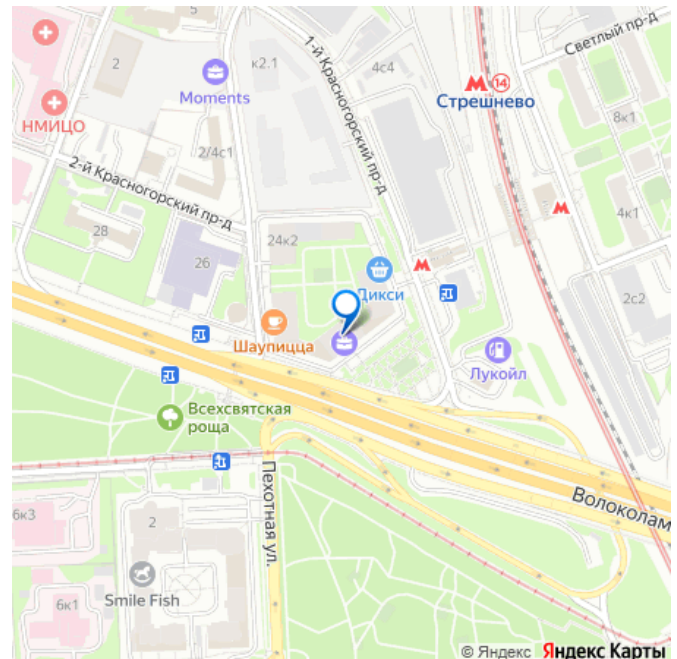 5
2
к2.1
Moments
НМИЦО
2/4с1
1-й Красногорский пр-д
4с4
14
Стрешнево
Светлый пр-д
8к1
2-й Красногорский пр-д
28
26
24к2
4к1
Дикси
2с2
Шаупицца
Лукойл
Всехсвятская
роща
Пехотная ул.
Волоколам
6к3
2
6к1
Smile Fish
© Яндекс Яндекс Карты